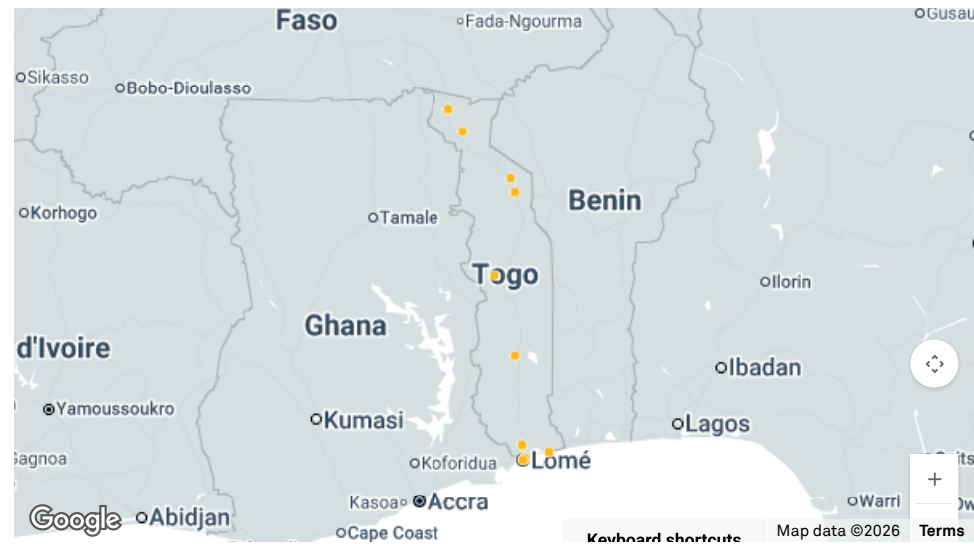 Faso
Fada-Ngourma
Gusau
Sikasso
Bobo-Dioulasso
Korhogo
Tamale
Benin
Togo
Ilorin
Ghana
d'Ivoire
Ibadan
Yamoussoukro
Kumasi
Lagos
Gagnoa
Koforidua
Lomé
Kasoa
Accra
Warri
Google
Abidjan
Cape Coast
Keyboard shortcuts
Map data ©2026
Terms